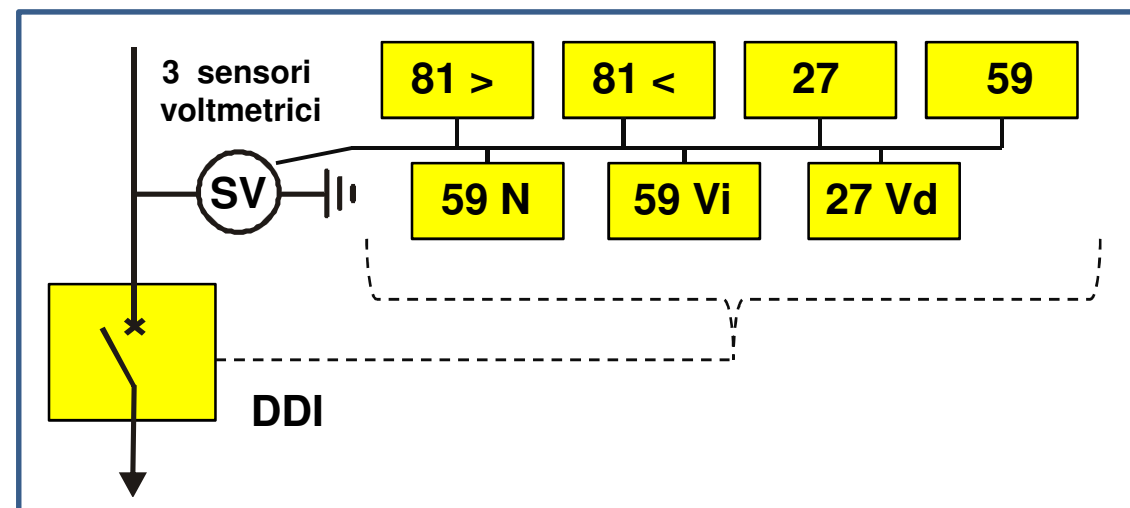 3 sensori
voltmetrici
81 >
81 <
27
59
SV
59 N
59 Vi
27 Vd
DDI